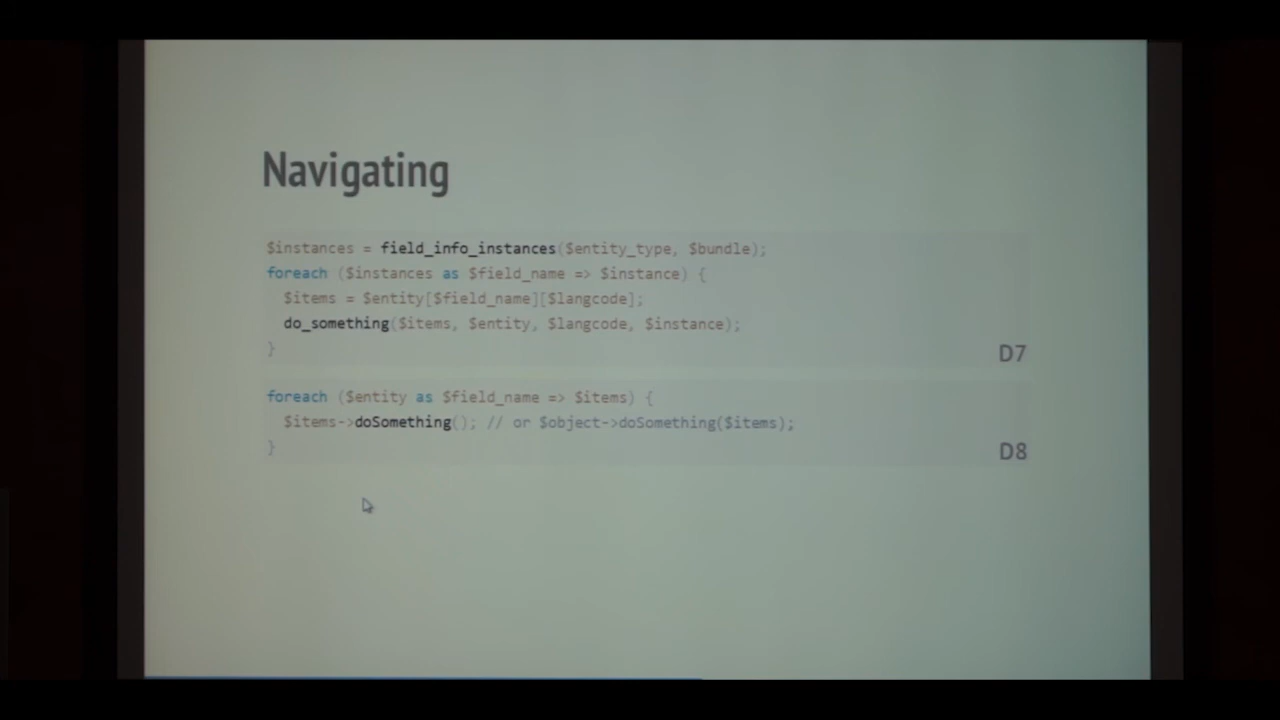 Navigating
$instances = field_info_instances($entity_type, $bundle);
foreach ($instances as $field_name => $instance) {
$items = $entity[$field_name][$langcode];
do_something($items, $entity, $langcode, $instance);
}
D7
foreach ($entity as $field_name => $items) {
$items->doSomething(); // or $object->doSomething($items);
}
D8